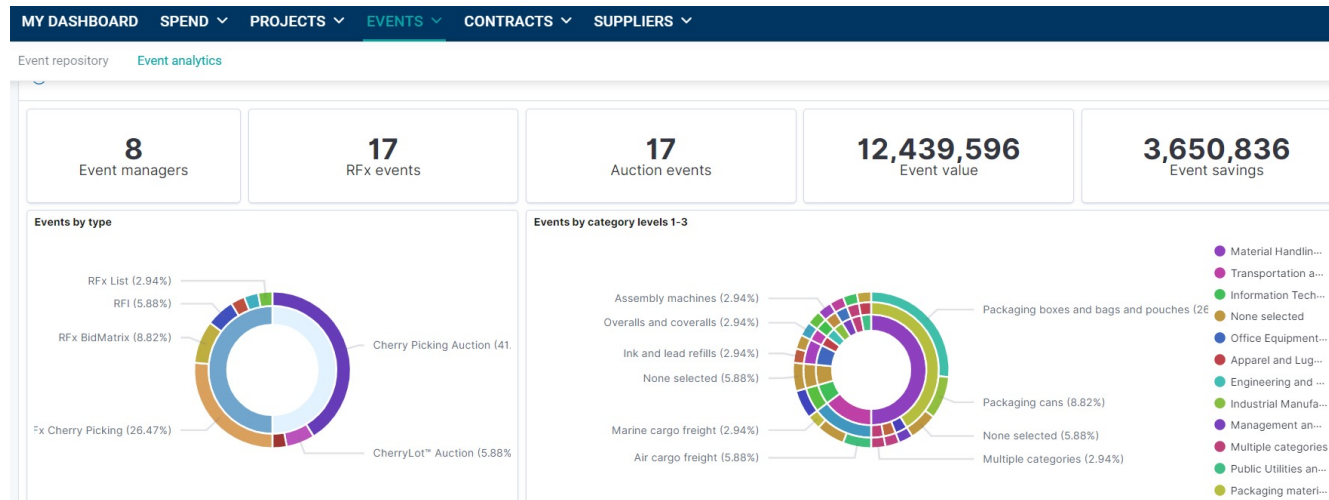 MY DASHBOARD SPEND PROJECTS EVENTS CONTRACTS SUPPLIERS
Event repository Event analytics
8
Event managers
17
RFx events
17
Auction events
12,439,596
Event value
3,650,836
Event savings
Events by type
RFx List (2.94%)
RFI (5.88%)
RFx BidMatrix (8.82%)
Fx Cherry Picking (26.47%)
Cherry Picking Auction (41.
CherryLot™ Auction (5.88%
Events by category levels 1-3
Assembly machines (2.94%)
Overalls and coveralls (2.94%)
Ink and lead refills (2.94%)
None selected (5.88%)
Marine cargo freight (2.94%)
Air cargo freight (5.88%)
Packaging boxes and bags and pouches (26
Packaging cans (8.82%)
None selected (5.88%)
Multiple categories (2.94%)
Material Handlin...
Transportation a...
Information Tech...
None selected
Office Equipment...
Apparel and Lug...
Engineering and ...
Industrial Manufa...
Management an...
Multiple categories
Public Utilities an...
Packaging materi...